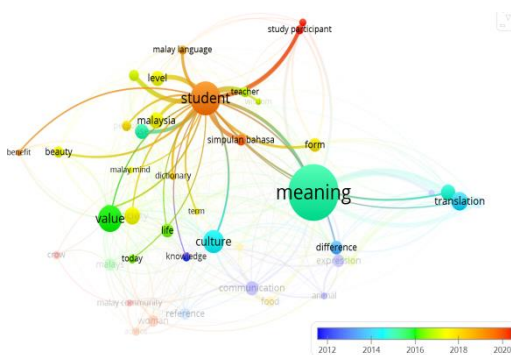 study participant
malay language
level
teacher
student
malaysia
simpulan bahasa
form
benefit
beauty
malay mind
dictionary
meaning
translation
value
term
life
culture
difference
today
knowledge
expression
malays
crow
communication
animal
food
malay community
reference
woman
2012 2014 2016 2018 2020